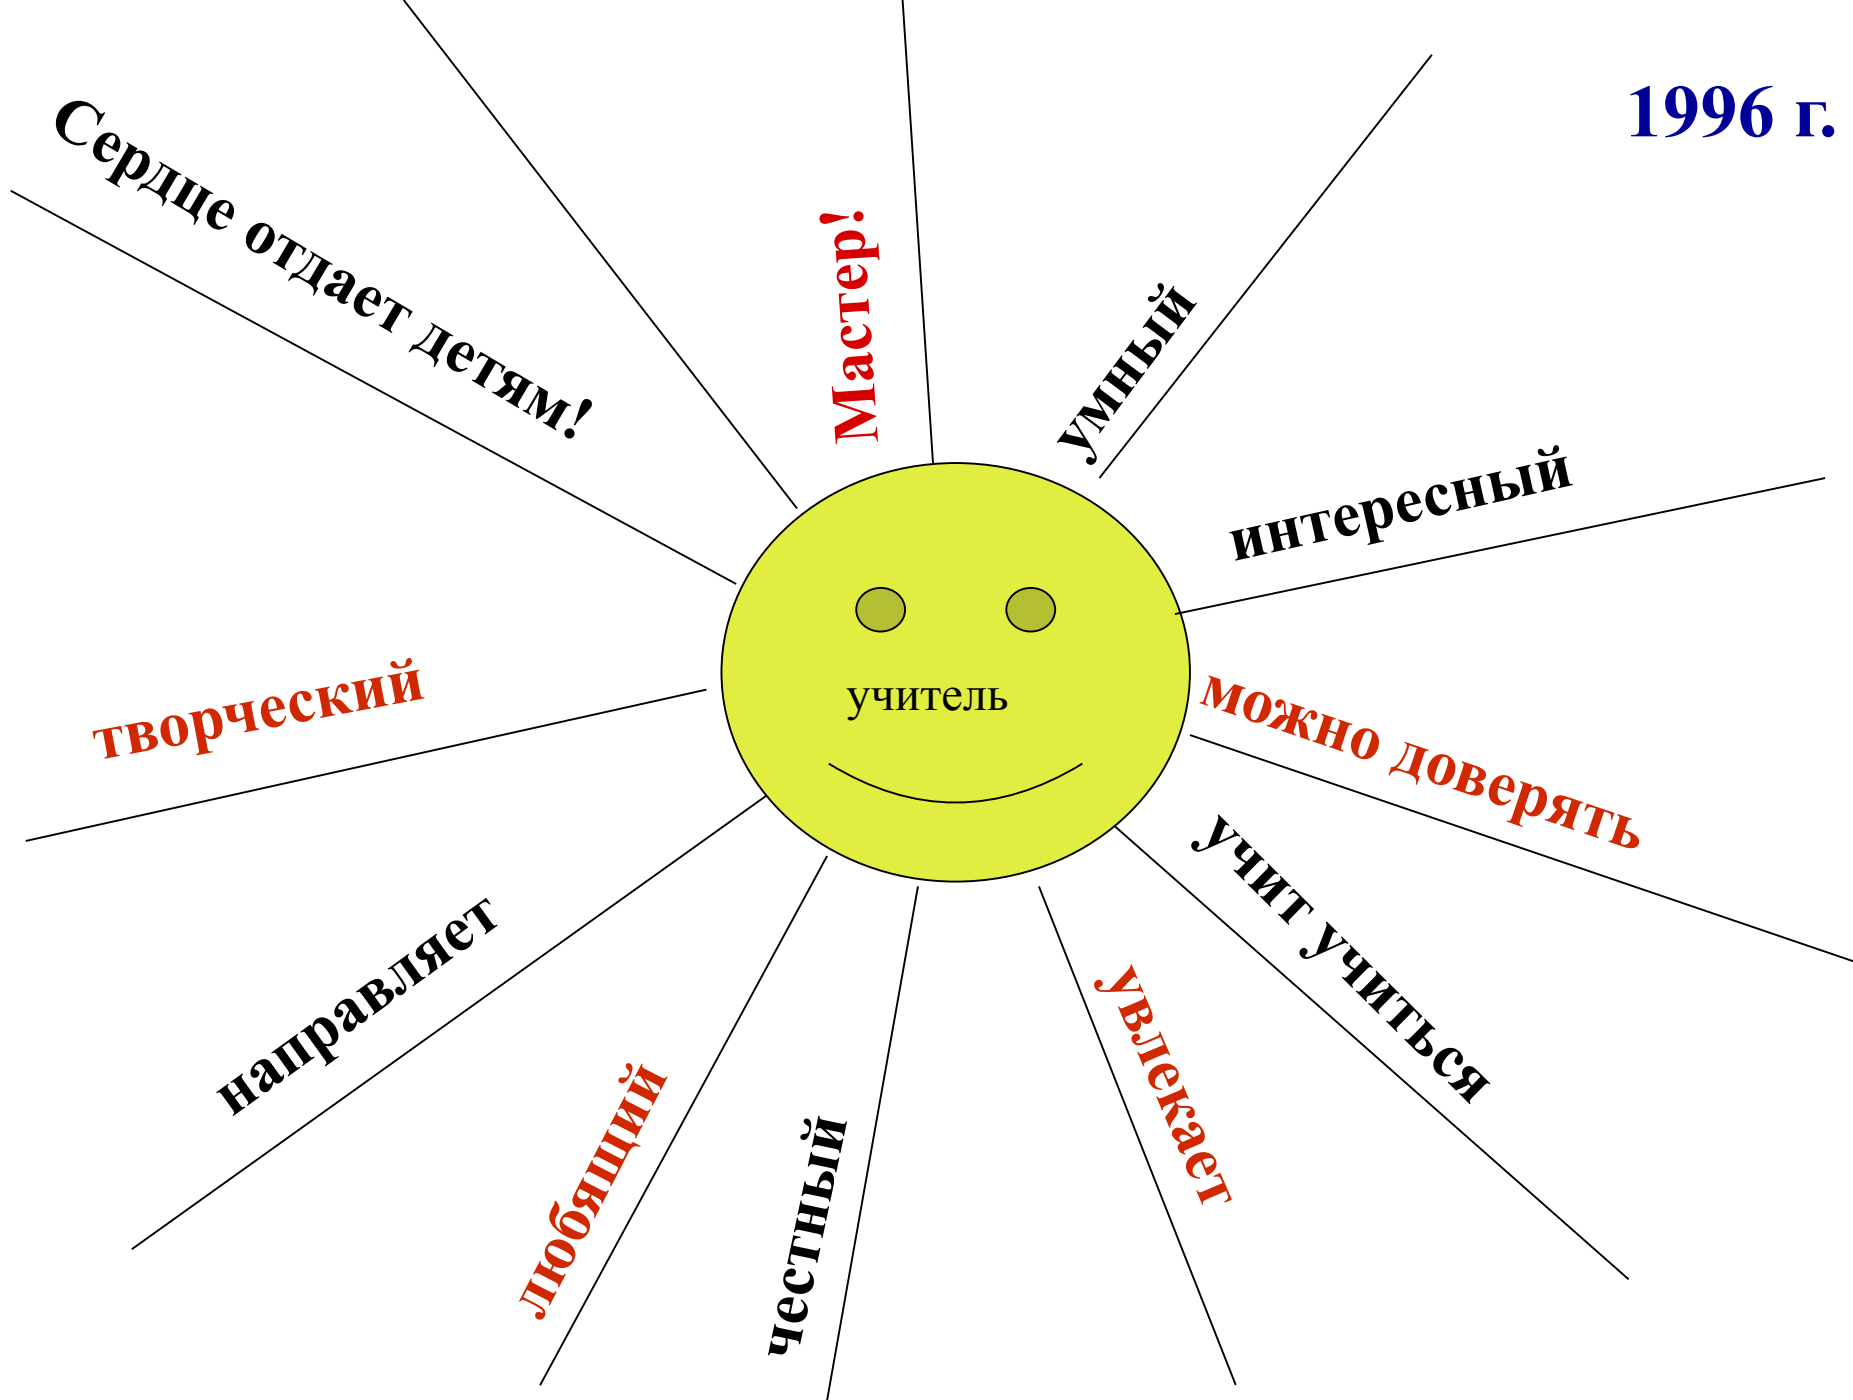 1996 г.
Сердце отдает детям!
Мастер!
умный
интересный
можно доверять
учит учиться
увлекает
честный
любящий
направляет
творческий
учитель